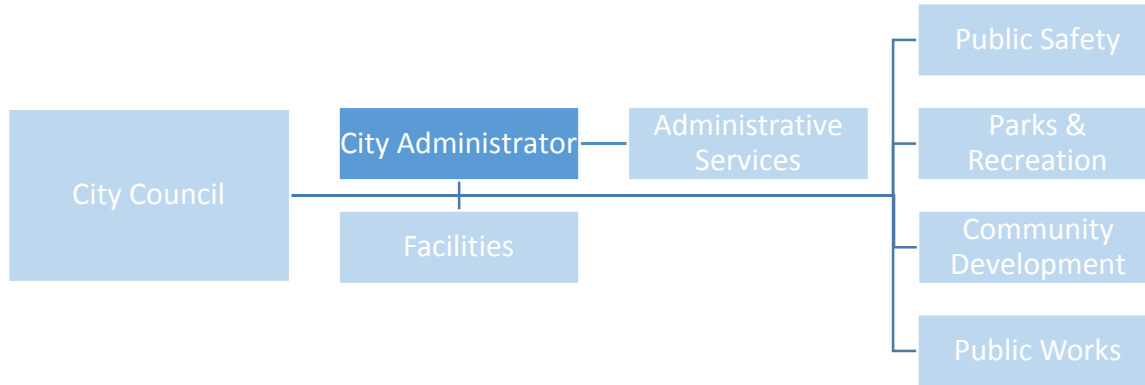 City Council
City Administrator
Facilities
Administrative
Services
Public Safety
Parks &
Recreation
Community
Development
Public Works